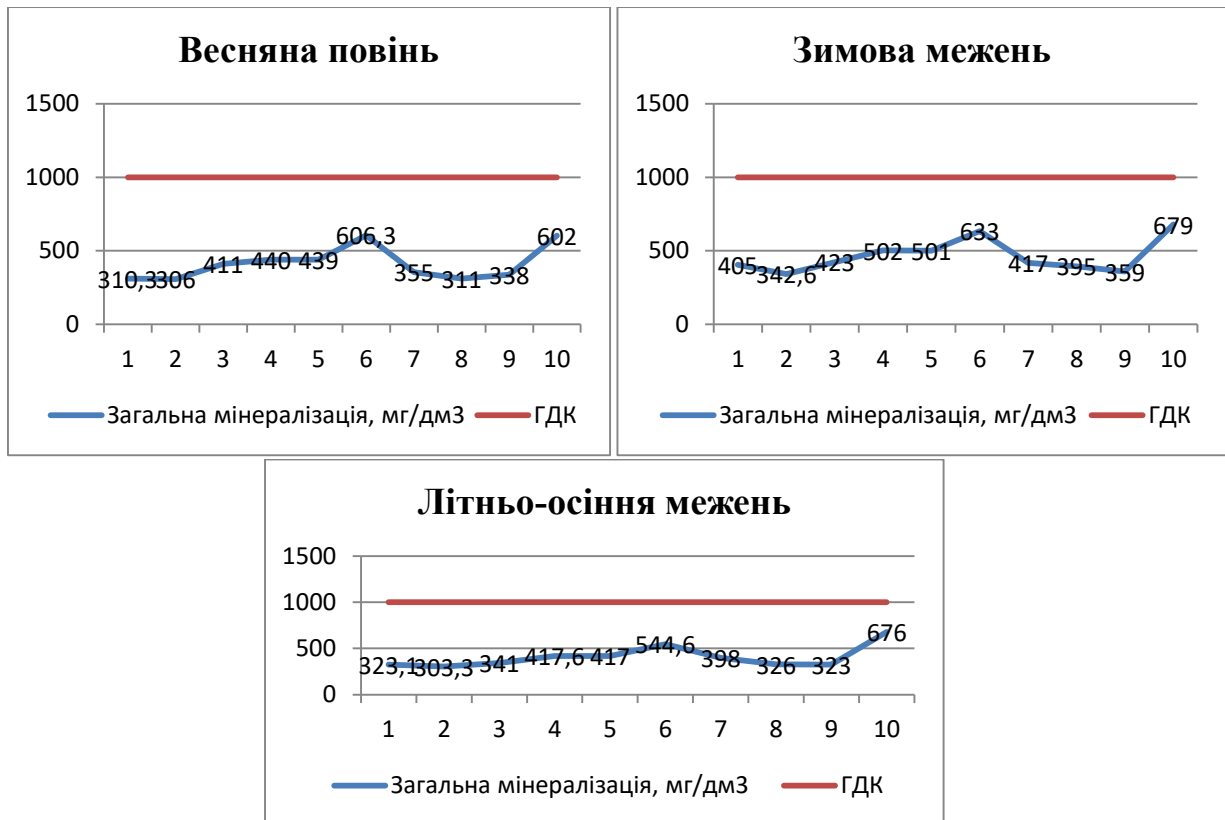 Весняна повінь
1500
1000
500
0
310,3 306 411 440 439 606,3 355 311 338 602
1 2 3 4 5 6 7 8 9 10
Загальна мінералізація, мг/дм3 ГДК
Зимова межень
1500
1000
500
0
405 342,6 423 502 501 633 417 395 359 679
1 2 3 4 5 6 7 8 9 10
Загальна мінералізація, мг/дм3 ГДК
Літньо-осіння межень
1500
1000
500
0
323,1 303,3 341 417,6 417 544,6 398 326 323 676
1 2 3 4 5 6 7 8 9 10
Загальна мінералізація, мг/дм3 ГДК